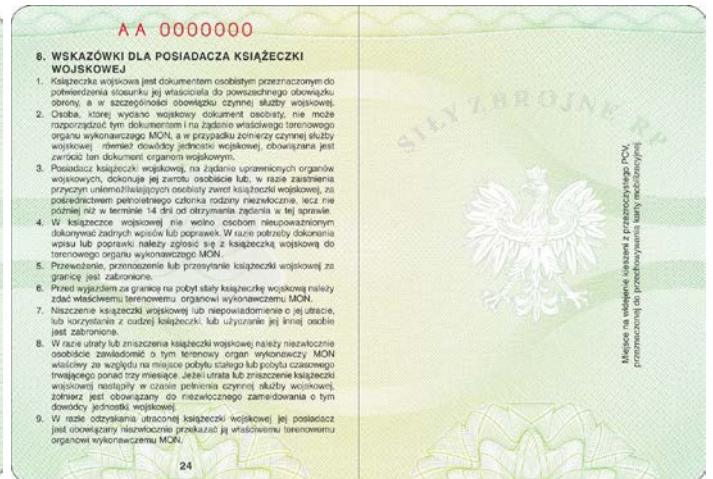 AA 0000000
8. WSKAZÓWKI DLA POSIADACZA KSIĄŻECZKI
WOJSKOWEJ
1. Książeczka wojskowa jest dokumentem osobistym przeznaczonym do
potwierdzenia stosunku jej właściciela do powszechnego obowiązku
obrony, a w szczególności obowiązku czynnej służby wojskowej.
2. Osoba, której wydano wojskowy dokument osobisty, nie może
rozporządzać tym dokumentem i na żądanie właściwego terenowego
organu wykonawczego MON, a w przypadku żołnierzy czynnej służby
wojskowej również dowódcy jednostki wojskowej, obowiązana jest
zwrócić ten dokument organom wojskowym.
3. Posiadacz książeczki wojskowej, na żądanie uprawnionych organów
wojskowych, dokonuje jej zwrotu osobiście lub, w razie zaistnienia
przyczyn uniemożliwiających osobisty zwrot książeczki wojskowej, za
pośrednictwem pełnoletniego członka rodziny niezwłocznie, lecz nie
później niż w terminie 14 dni od otrzymania żądania w tej sprawie.
4. W książeczce wojskowej nie wolno osobom nieupoważnionym
dokonywać żadnych wpisów lub poprawek. W razie potrzeby dokonania
wpisu lub poprawki należy zgłosić się z książeczką wojskową do
terenowego organu wykonawczego MON.
5. Przewożenie, przenoszenie lub przesyłanie książeczki wojskowej za
granicę jest zabronione.
6. Przed wyjazdem za granicę na pobyt stały książeczkę wojskową należy
zdać właściwemu terenowemu organowi wykonawczemu MON.
7. Niszczenie książeczki wojskowej lub niepowiadomienie o jej utracie,
lub korzystanie z cudzej książeczki, lub użyczanie jej innej osobie
jest zabronione.
8. W razie utraty lub zniszczenia książeczki wojskowej należy niezwłocznie
osobiście zawiadomić o tym terenowy organ wykonawczy MON
właściwy ze względu na miejsce pobytu stałego lub pobytu czasowego
trwającego ponad trzy miesiące. Jeżeli utrata lub zniszczenie książeczki
wojskowej nastąpiły w czasie pełnienia czynnej służby wojskowej,
żołnierz jest obowiązany do niezwłocznego zameldowania o tym
dowódcy jednostki wojskowej.
9. W razie odzyskania utraconej książeczki wojskowej jej posiadacz
jest obowiązany niezwłocznie przekazać ją właściwemu terenowemu
organowi wykonawczemu MON.
24
SIŁY ZBROJNE RP
Miejsce na wklejenie kieszeni z przezroczystego PCV,
przeznaczonej do przechowywania karty mobilizacyjnej